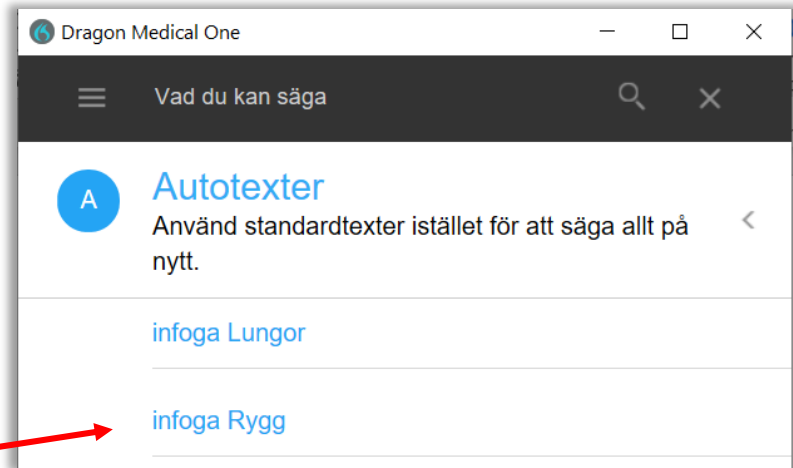 Dragon Medical One
Vad du kan säga
A
Autotexter
Använd standardtexter istället för att säga allt på
nytt.
infoga Lungor
infoga Rygg